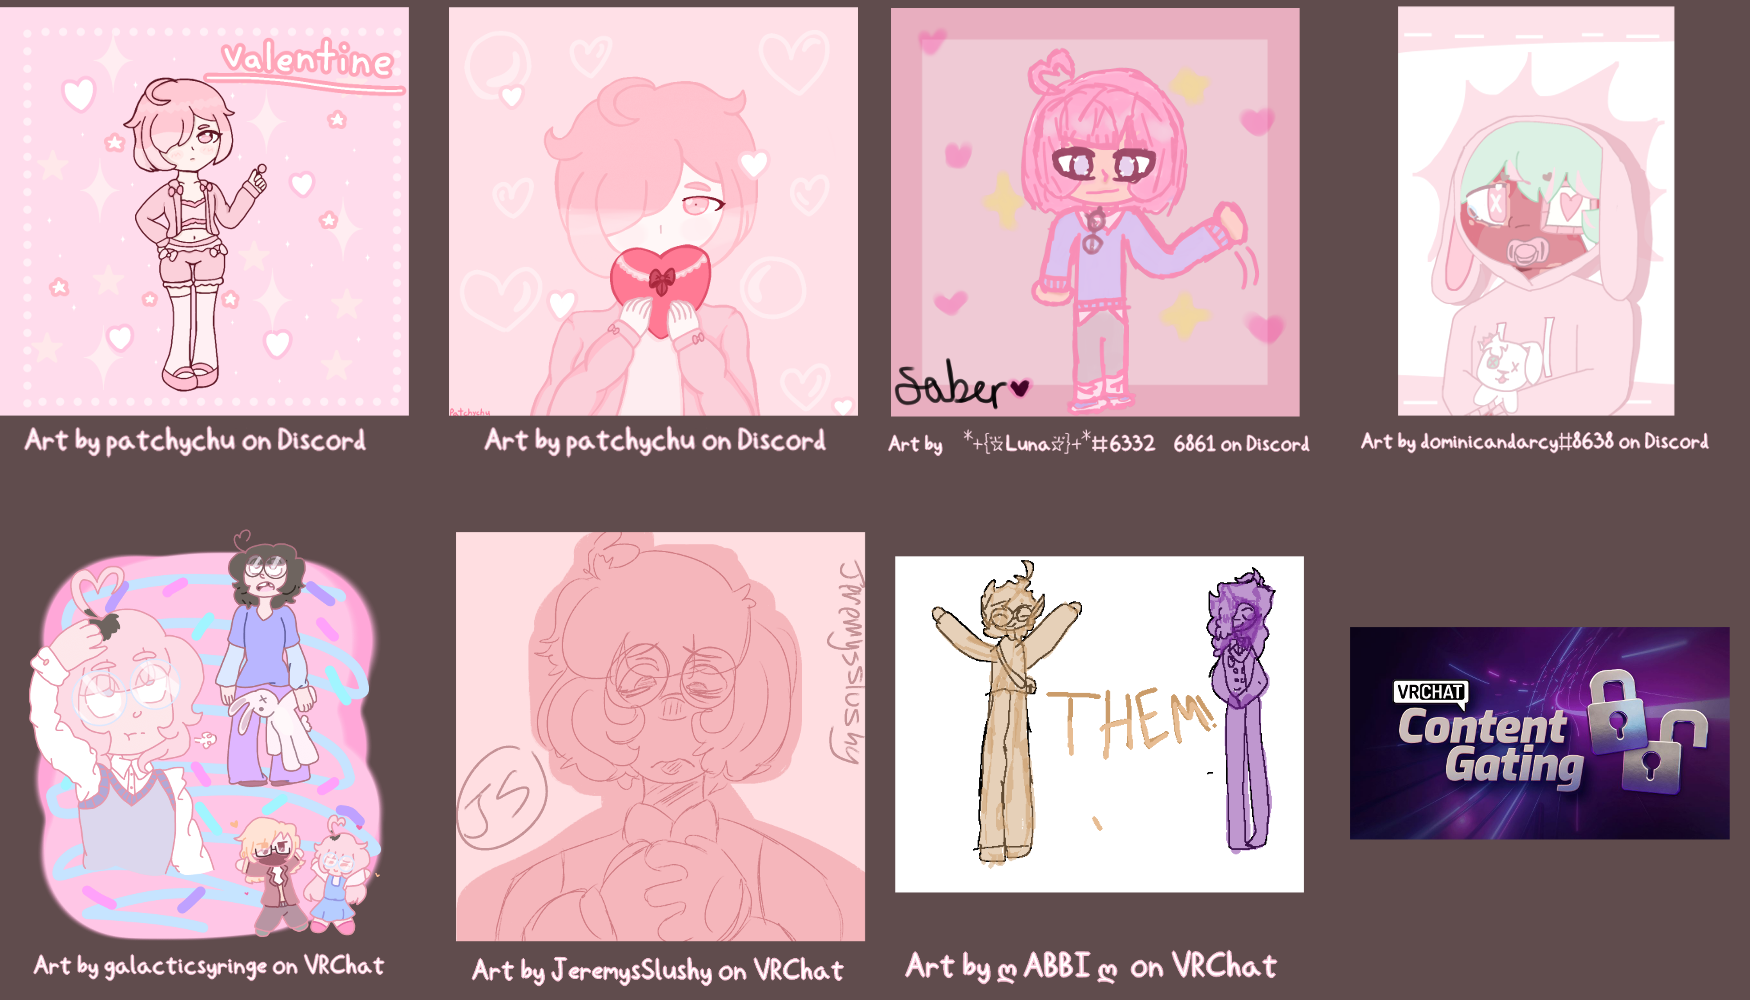 valentine
Patchychu
Saber
Art by patchychu on Discord
Art by patchychu on Discord
Art by *+{☆Luna☆}+*#6332 6861 on Discord
Art by dominicandarcy#8638 on Discord
Jeremysslushy
JS
THEM!
VRCHAT
Content
Gating
Art by galacticsyringe on VRChat
Art by JeremysSlushy on VRChat
Art by ღ ABBI ღ on VRChat